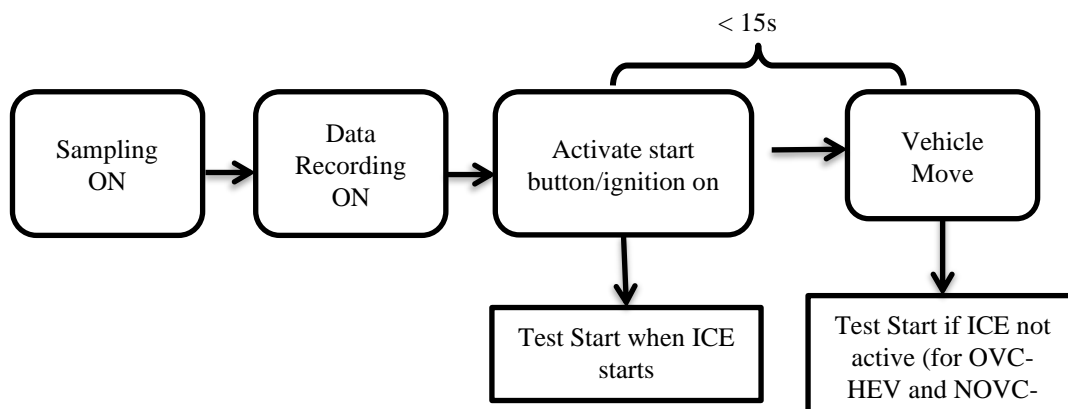 < 15s
Sampling
ON
Data
Recording
ON
Activate start
button/ignition on
Vehicle
Move
Test Start when ICE
starts
Test Start if ICE not
active (for OVC-
HEV and NOVC-